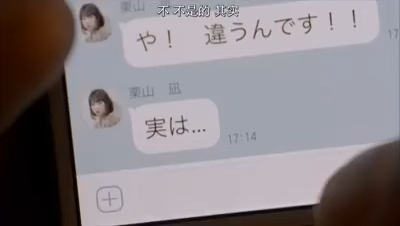 不 不是的 其实
栗山
や！ 違うんです！！
17
栗山 凪
実は...
17:14